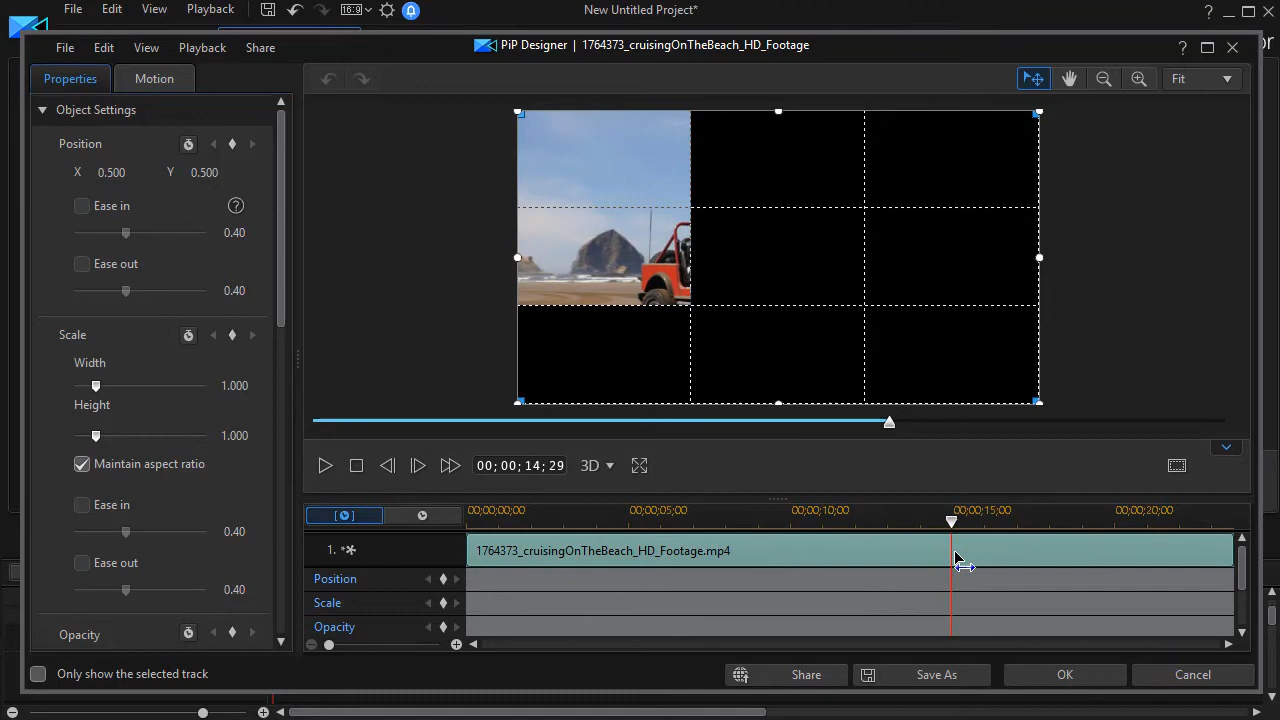 File Edit View Playback 16:9 New Untitled Project* ?
or
PiP Designer | 1764373_cruisingOnTheBeach_HD_Footage ?
File Edit View Playback Share
Properties Motion
Fit
Object Settings
Position
X 0.500 Y 0.500
Ease in ?
0.40
Ease out
0.40
Scale
Width
1.000
Height
1.000
Maintain aspect ratio
Ease in
0.40
Ease out
0.40
Opacity
00;00;14;29 3D
00;00;00;00 00;00;05;00 00;00;10;00 00;00;15;00 00;00;20;00
1. 1764373_cruisingOnTheBeach_HD_Footage.mp4
Position
Scale
Opacity
Only show the selected track
Share Save As OK Cancel